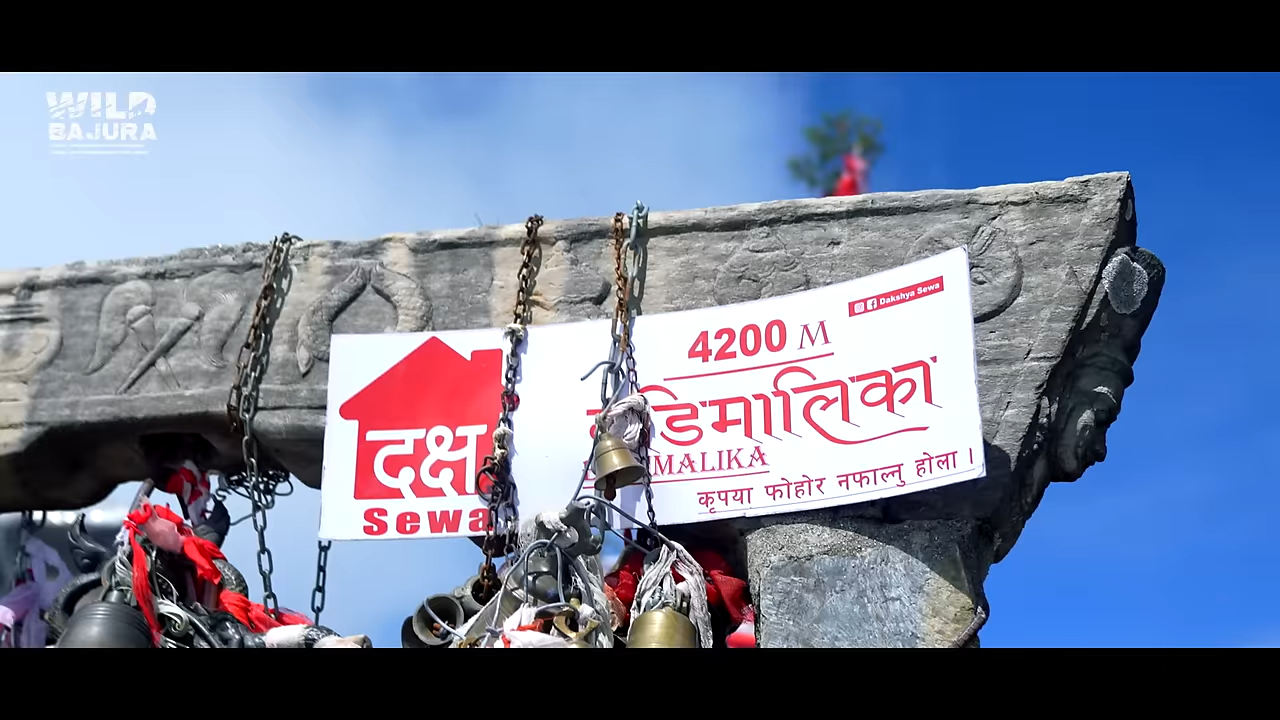 WILD
BAJURA
Dakshya Sewa
4200 M
दक्ष
Sewa
डिमालिका
MALIKA
कृपया फोहोर नफाल्नु होला ।